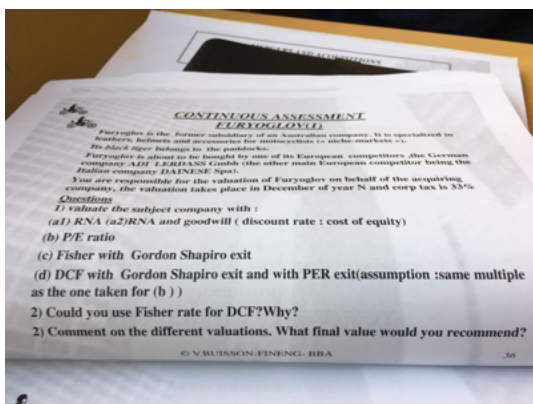 MERGERS AND ACQUISITIONS
CONTINUOUS ASSESSMENT
FURYOGLOV(1)
Furyoglov is the former subsidiary of an Australian company. It is specialized in
leathers, helmets and accessories for motocyclists (« niche-markets »).
Its black tiger belongs to the paddocks.
Furyoglov is about to be bought by one of its European competitors ,the German
company ADI LERDASS Gmbh (the other main European competitor being the
Italian company DAINESE Spa).
You are responsible for the valuation of Furyoglov on behalf of the acquiring
company, the valuation takes place in December of year N and corp tax is 33%
Questions
1) valuate the subject company with :
(a1) RNA (a2)RNA and goodwill ( discount rate : cost of equity)
(b) P/E ratio
(c) Fisher with Gordon Shapiro exit
(d) DCF with Gordon Shapiro exit and with PER exit(assumption :same multiple
as the one taken for (b ) )
2) Could you use Fisher rate for DCF?Why?
2) Comment on the different valuations. What final value would you recommend?
© V.BUISSON-FINENG- BBA
36